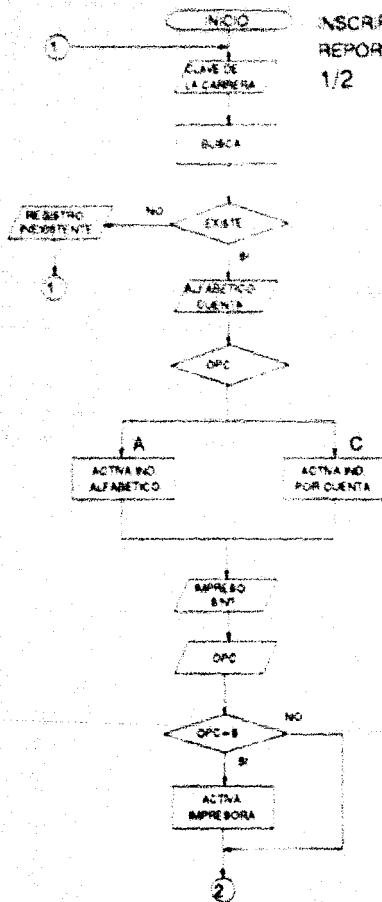 INICIO
REPOR
1/2
1
CLAVE DE
LA CARRERA
BUSCA
REGISTRO
INEXISTENTE
NO
EXISTE
SI
1
ALFABETICO
CUENTA
OPC
A
C
ACTIVA IND.
ALFABETICO
ACTIVA IND.
POR CUENTA
IMPRESO
S/N?
OPC
OPC=S
NO
SI
ACTIVA
IMPRESORA
2